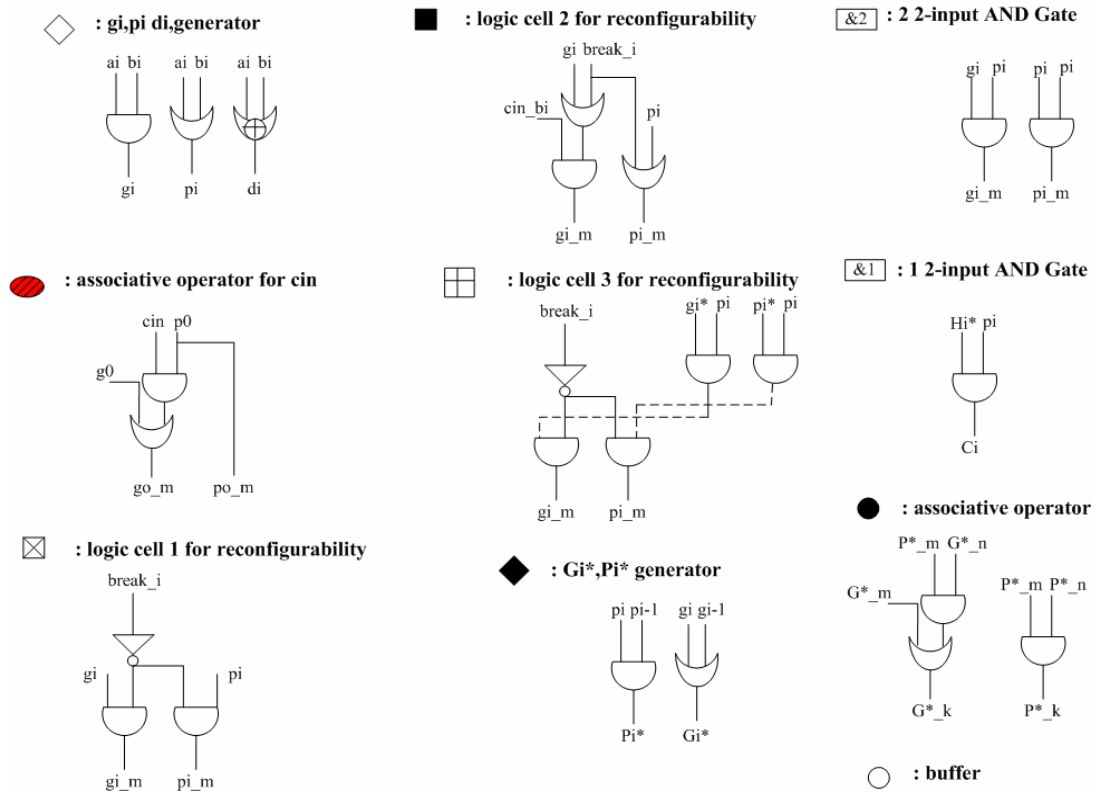 : gi,pi di,generator
ai bi ai bi ai bi
gi pi di
: associative operator for cin
cin p0
g0
go_m po_m
: logic cell 1 for reconfigurability
break_i
gi pi
gi_m pi_m
: logic cell 2 for reconfigurability
gi break_i
cin_bi pi
gi_m pi_m
: logic cell 3 for reconfigurability
break_i gi* pi pi* pi
gi_m pi_m
: Gi*,Pi* generator
pi pi-1 gi gi-1
Pi* Gi*
&2 : 2 2-input AND Gate
gi pi pi pi
gi_m pi_m
&1 : 1 2-input AND Gate
Hi* pi
Ci
: associative operator
P*_m G*_n
G*_m P*_m P*_n
G*_k P*_k
: buffer